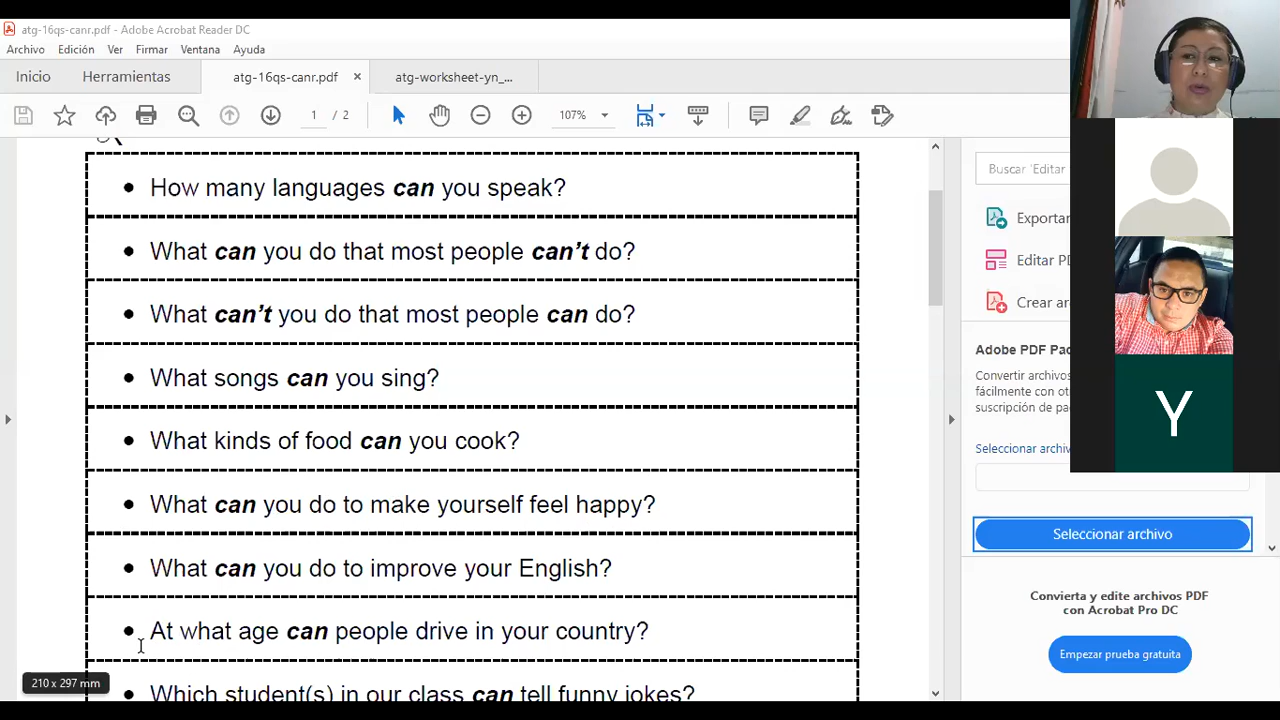 atg-16qs-canr.pdf - Adobe Acrobat Reader DC
Archivo Edición Ver Firmar Ventana Ayuda
Inicio Herramientas atg-16qs-canr.pdf × atg-worksheet-yn_...
1 / 2 107%
How many languages can you speak?
What can you do that most people can't do?
What can't you do that most people can do?
What songs can you sing?
What kinds of food can you cook?
What can you do to make yourself feel happy?
What can you do to improve your English?
At what age can people drive in your country?
Which student(s) in our class can tell funny jokes?
210 x 297 mm
Buscar 'Editar
Exportar
Editar PD
Crear ar
Adobe PDF Pac
Convertir archivos
fácilmente con ot
suscripción de pa
Seleccionar archiv
Seleccionar archivo
Convierta y edite archivos PDF
con Acrobat Pro DC
Empezar prueba gratuita
Y